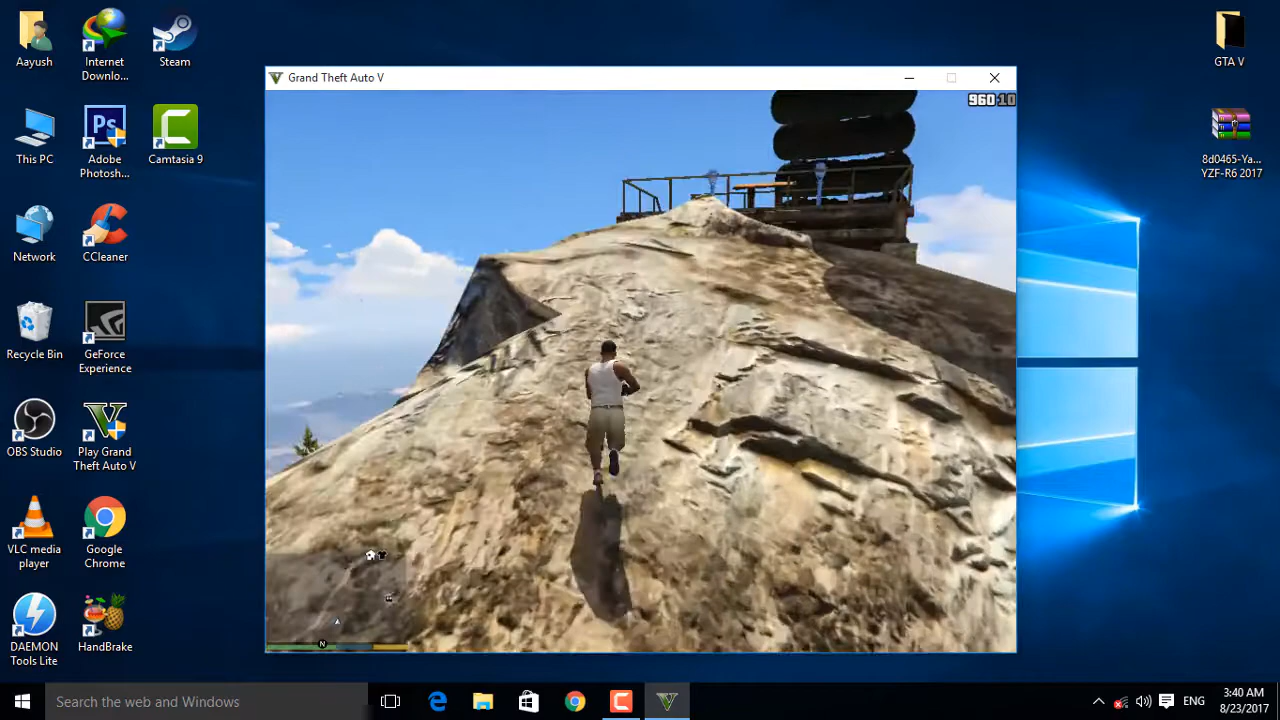 Aayush
Internet
Downlo...
Steam
GTA V
This PC
Adobe
Photosh...
Camtasia 9
8d0465-Ya...
YZF-R6 2017
Network
CCleaner
Recycle Bin
GeForce
Experience
OBS Studio
Play Grand
Theft Auto V
VLC media
player
Google
Chrome
DAEMON
Tools Lite
HandBrake
Grand Theft Auto V
960 10
N
Search the web and Windows
ENG
3:40 AM
8/23/2017
Ps